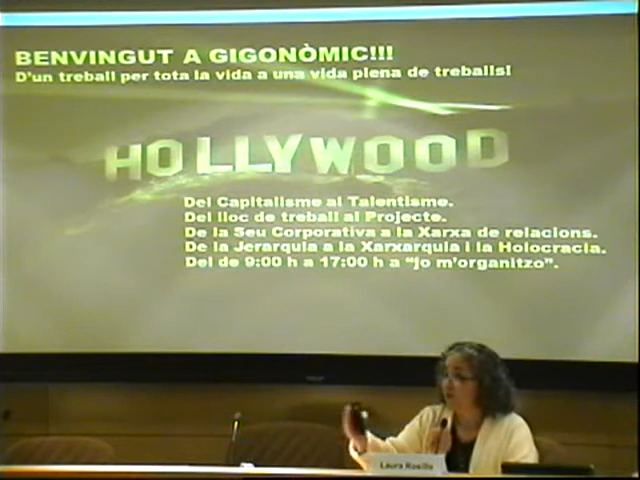 BENVINGUT A GIGONÒMIC!!!
D'un treball per tota la vida a una vida plena de treballs!
HOLLYWOOD
Del Capitalisme al Talentisme.
Del lloc de treball al Projecte.
De la Seu Corporativa a la Xarxa de relacions.
De la Jerarquia a la Xarxarquia i la Holocracia.
Del de 9:00 h a 17:00 h a “jo m'organitzo”.
Laura Rosillo